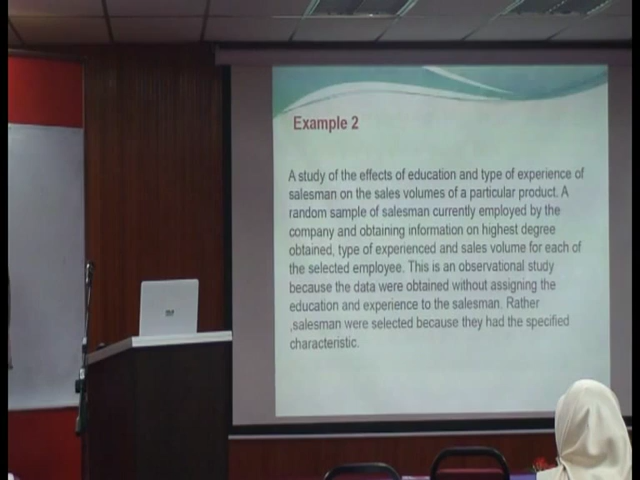 Example 2
A study of the effects of education and type of experience of
salesman on the sales volumes of a particular product. A
random sample of salesman currently employed by the
company and obtaining information on highest degree
obtained, type of experienced and sales volume for each of
the selected employee. This is an observational study
because the data were obtained without assigning the
education and experience to the salesman. Rather
,salesman were selected because they had the specified
characteristic.